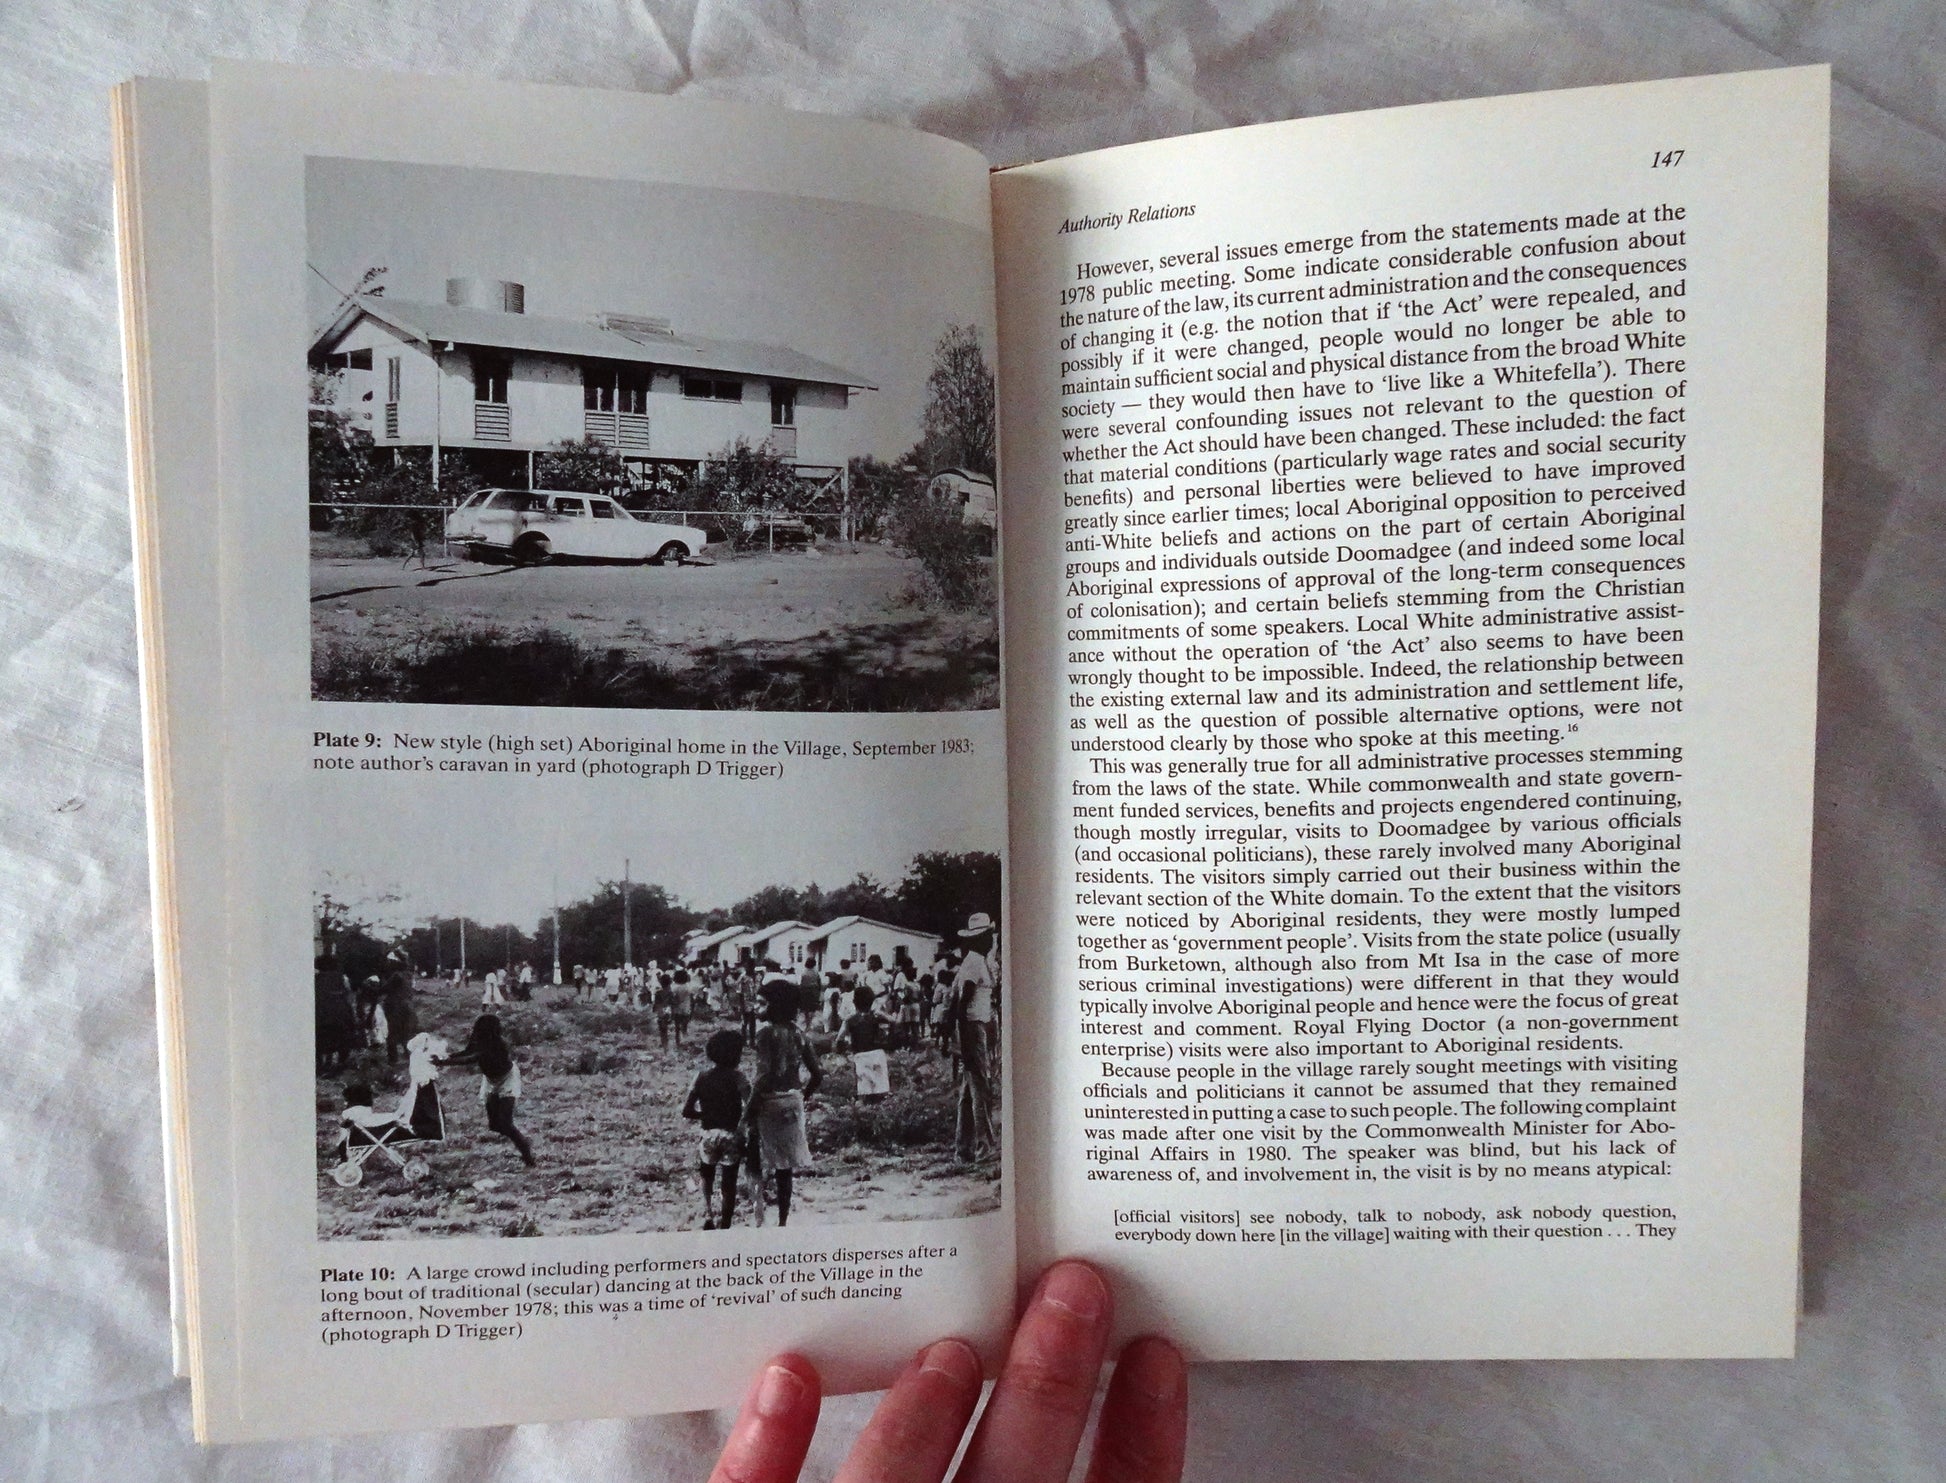 Plate 9: New style (high set) Aboriginal home in the Village, September 1983;
note author's caravan in yard (photograph D Trigger)
Plate 10: A large crowd including performers and spectators disperses after a
long bout of traditional (secular) dancing at the back of the Village in the
afternoon, November 1978; this was a time of 'revival' of such dancing
(photograph D Trigger)
147
Authority Relations
However, several issues emerge from the statements made at the
1978 public meeting. Some indicate considerable confusion about
the nature of the law, its current administration and the consequences
of changing it (e.g. the notion that if 'the Act' were repealed, and
possibly if it were changed, people would no longer be able to
maintain sufficient social and physical distance from the broad White
society — they would then have to 'live like a Whitefella'). There
were several confounding issues not relevant to the question of
whether the Act should have been changed. These included: the fact
that material conditions (particularly wage rates and social security
benefits) and personal liberties were believed to have improved
greatly since earlier times; local Aboriginal opposition to perceived
anti-White beliefs and actions on the part of certain Aboriginal
groups and individuals outside Doomadgee (and indeed some local
Aboriginal expressions of approval of the long-term consequences
of colonisation); and certain beliefs stemming from the Christian
commitments of some speakers. Local White administrative assist-
ance without the operation of 'the Act' also seems to have been
wrongly thought to be impossible. Indeed, the relationship between
the existing external law and its administration and settlement life,
as well as the question of possible alternative options, were not
understood clearly by those who spoke at this meeting.16
This was generally true for all administrative processes stemming
from the laws of the state. While commonwealth and state govern-
ment funded services, benefits and projects engendered continuing,
though mostly irregular, visits to Doomadgee by various officials
(and occasional politicians), these rarely involved many Aboriginal
residents. The visitors simply carried out their business within the
relevant section of the White domain. To the extent that the visitors
were noticed by Aboriginal residents, they were mostly lumped
together as 'government people'. Visits from the state police (usually
from Burketown, although also from Mt Isa in the case of more
serious criminal investigations) were different in that they would
typically involve Aboriginal people and hence were the focus of great
interest and comment. Royal Flying Doctor (a non-government
enterprise) visits were also important to Aboriginal residents.
Because people in the village rarely sought meetings with visiting
officials and politicians it cannot be assumed that they remained
uninterested in putting a case to such people. The following complaint
was made after one visit by the Commonwealth Minister for Abo-
riginal Affairs in 1980. The speaker was blind, but his lack of
awareness of, and involvement in, the visit is by no means atypical:
[official visitors] see nobody, talk to nobody, ask nobody question,
everybody down here [in the village] waiting with their question . . . They